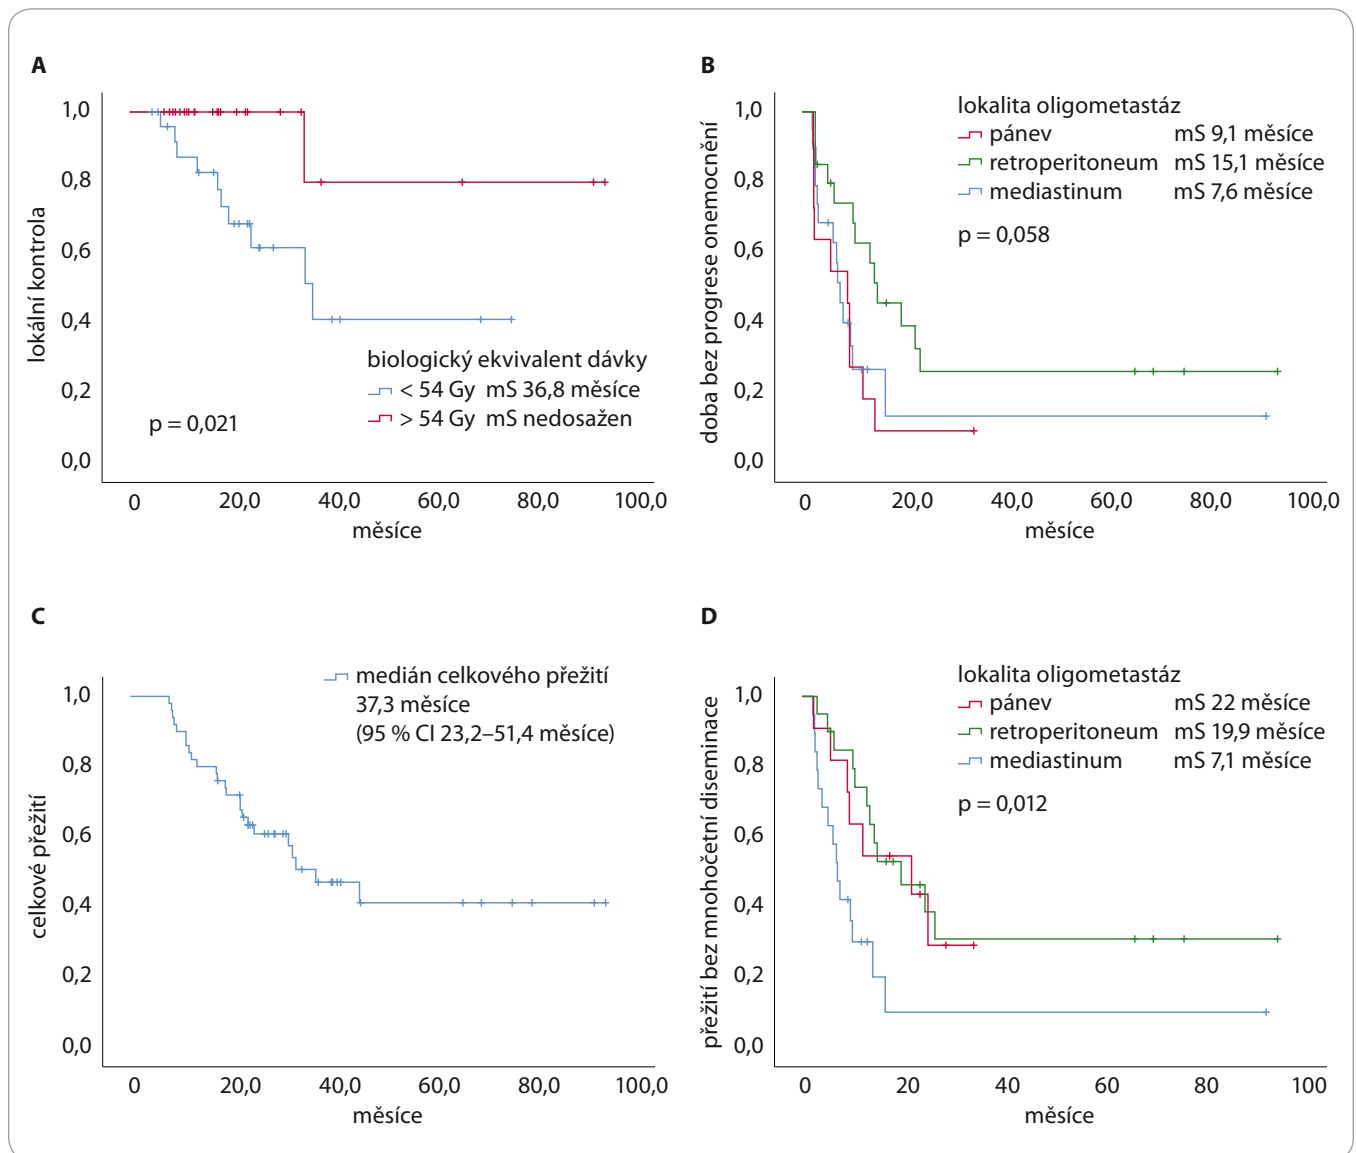 A
lokální kontrola
1,0
0,8
0,6
0,4
0,2
0,0
biologický ekvivalent dávky
< 54 Gy mS 36,8 měsíce
> 54 Gy mS nedosažen
p = 0,021
0 20,0 40,0 60,0 80,0 100,0
měsíce
B
doba bez progrese onemocnění
1,0
0,8
0,6
0,4
0,2
0,0
lokalita oligometastáz
pánev mS 9,1 měsíce
retroperitoneum mS 15,1 měsíce
mediastinum mS 7,6 měsíce
p = 0,058
0 20,0 40,0 60,0 80,0 100,0
měsíce
C
celkové přežití
1,0
0,8
0,6
0,4
0,2
0,0
medián celkového přežití
37,3 měsíce
(95 % CI 23,2–51,4 měsíce)
0 20,0 40,0 60,0 80,0 100,0
měsíce
D
přežití bez mnohočetní diseminace
1,0
0,8
0,6
0,4
0,2
0,0
lokalita oligometastáz
pánev mS 22 měsíce
retroperitoneum mS 19,9 měsíce
mediastinum mS 7,1 měsíce
p = 0,012
0 20 40 60 80 100
měsíce